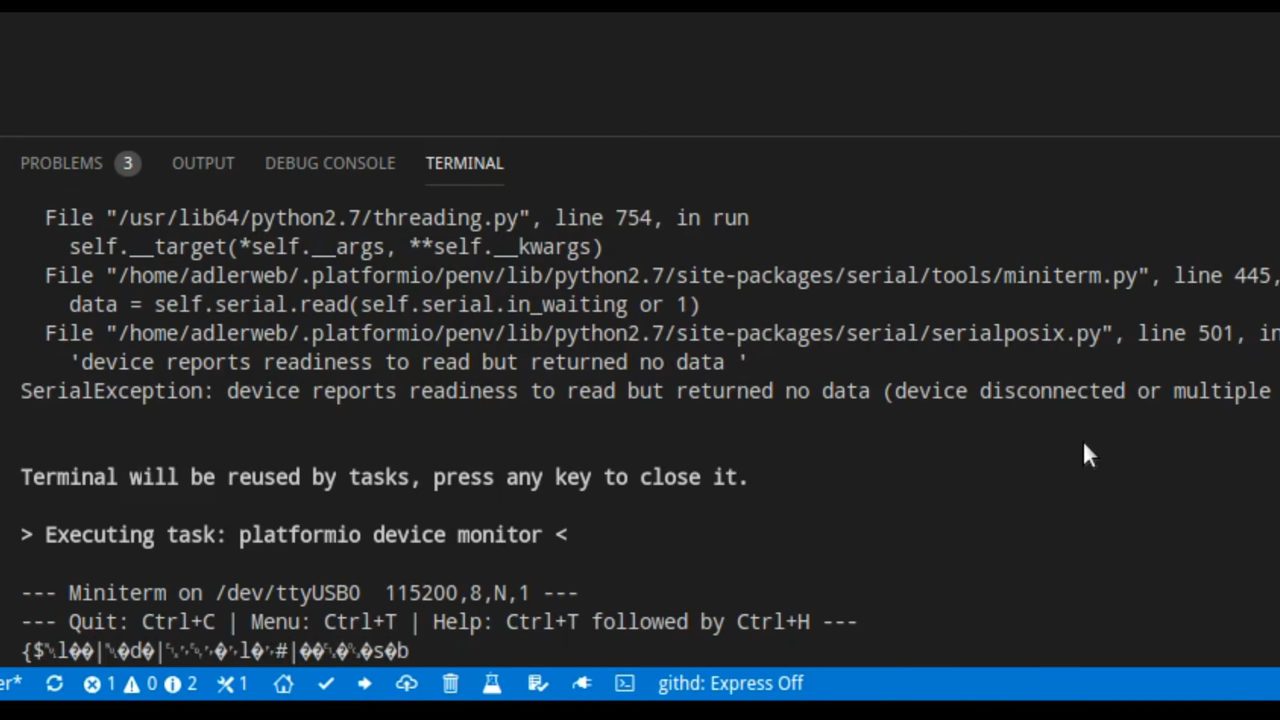 PROBLEMS 3 OUTPUT DEBUG CONSOLE TERMINAL
File "/usr/lib64/python2.7/threading.py", line 754, in run
self.__target(*self.__args, **self.__kwargs)
File "/home/adlerweb/.platformio/penv/lib/python2.7/site-packages/serial/tools/miniterm.py", line 445,
data = self.serial.read(self.serial.in_waiting or 1)
File "/home/adlerweb/.platformio/penv/lib/python2.7/site-packages/serial/serialposix.py", line 501, in
'device reports readiness to read but returned no data '
SerialException: device reports readiness to read but returned no data (device disconnected or multiple
Terminal will be reused by tasks, press any key to close it.
> Executing task: platformio device monitor <
--- Miniterm on /dev/ttyUSB0  115200,8,N,1 ---
--- Quit: Ctrl+C | Menu: Ctrl+T | Help: Ctrl+T followed by Ctrl+H ---
er* 1 0 2 1 githd: Express Off